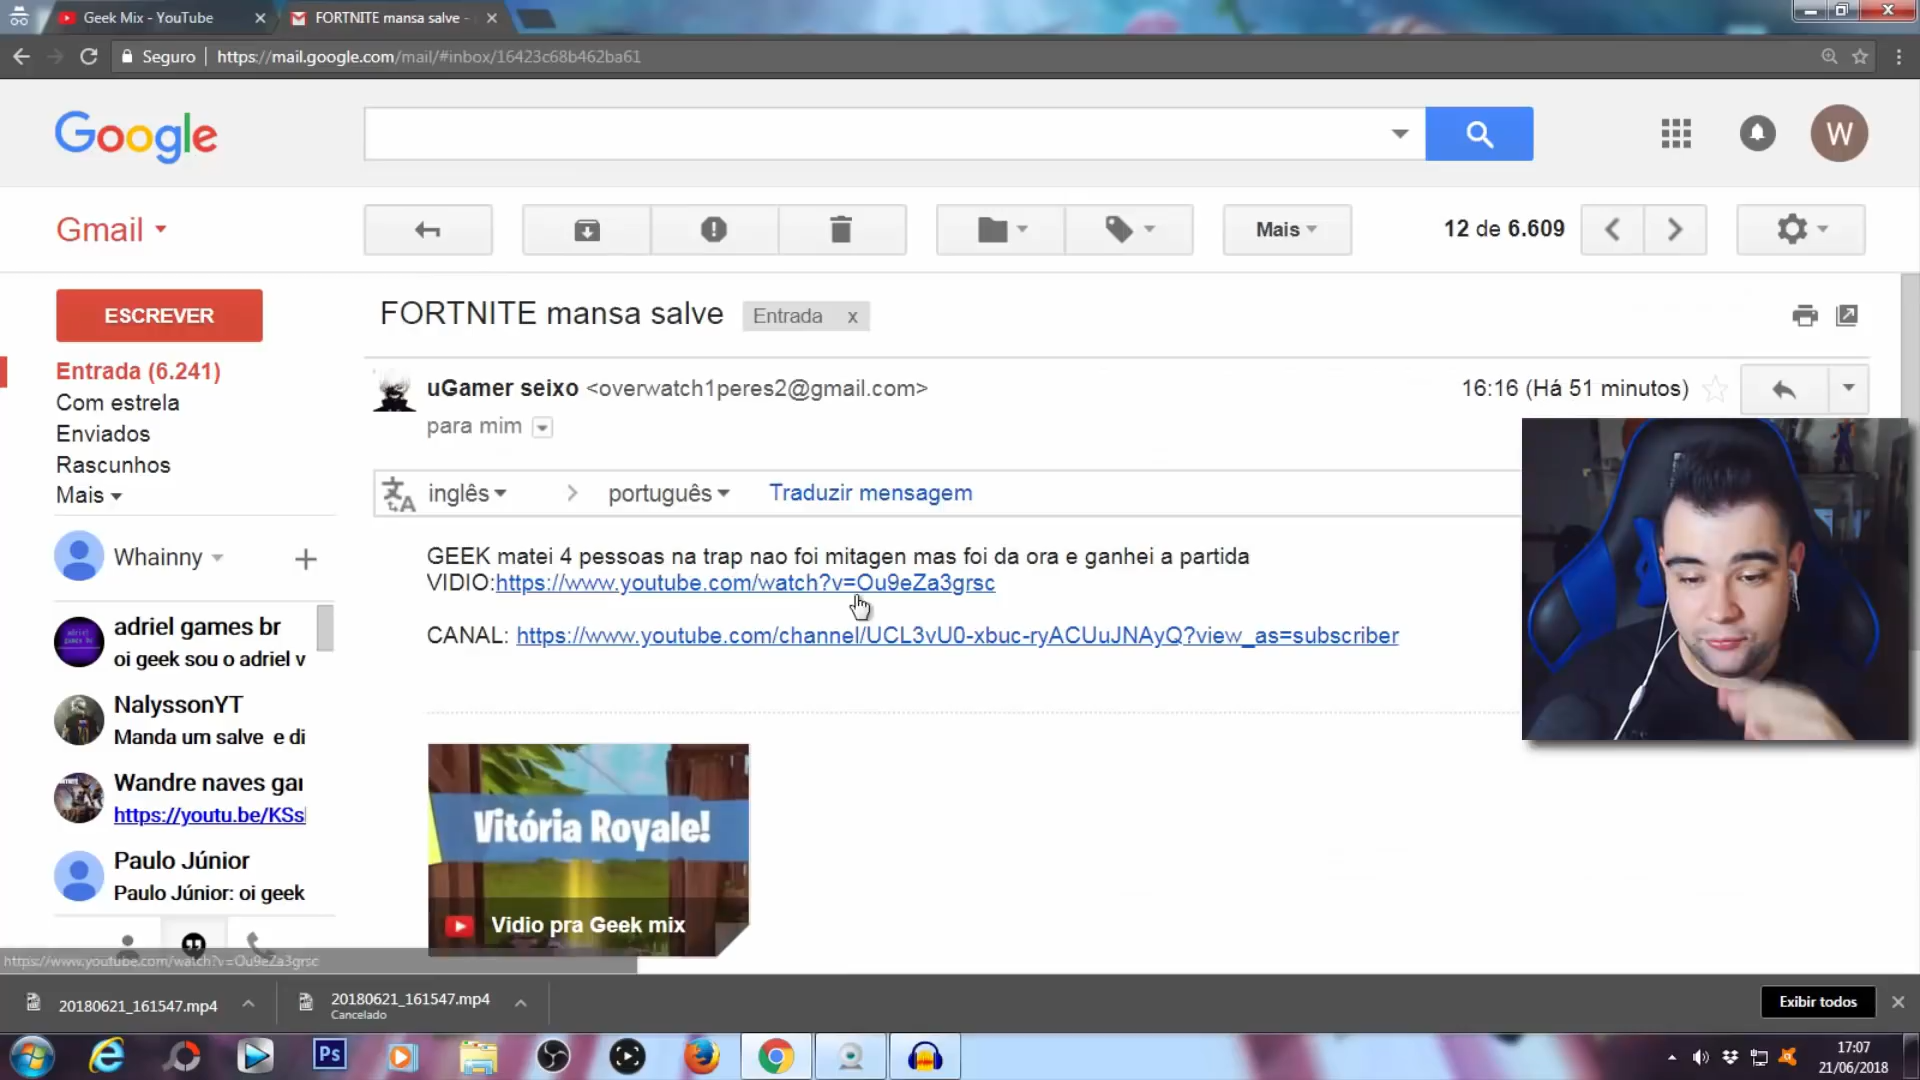 Geek Mix - YouTube
FORTNITE mansa salve -
Seguro
https://mail.google.com/mail/#inbox/16423c68b462ba61
Google
W
Gmail
Mais
12 de 6.609
ESCREVER
FORTNITE mansa salve
Entrada x
Entrada (6.241)
Com estrela
Enviados
Rascunhos
Mais
uGamer seixo <overwatch1peres2@gmail.com>
16:16 (Há 51 minutos)
para mim
inglês
português
Traduzir mensagem
GEEK matei 4 pessoas na trap nao foi mitagen mas foi da ora e ganhei a partida
VIDIO:https://www.youtube.com/watch?v=Ou9eZa3grsc
CANAL: https://www.youtube.com/channel/UCL3vU0-xbuc-ryACUuJNAyQ?view_as=subscriber
Whainny
adriel games br
oi geek sou o adriel v
NalyssonYT
Manda um salve e di
Wandre naves gar
https://youtu.be/KSs
Paulo Júnior
Paulo Júnior: oi geek
Vitória Royale!
Vidio pra Geek mix
https://www.youtube.com/watch?v=Ou9eZa3grsc
20180621_161547.mp4
20180621_161547.mp4
Cancelado
Exibir todos
Ps
17:07
21/06/2018